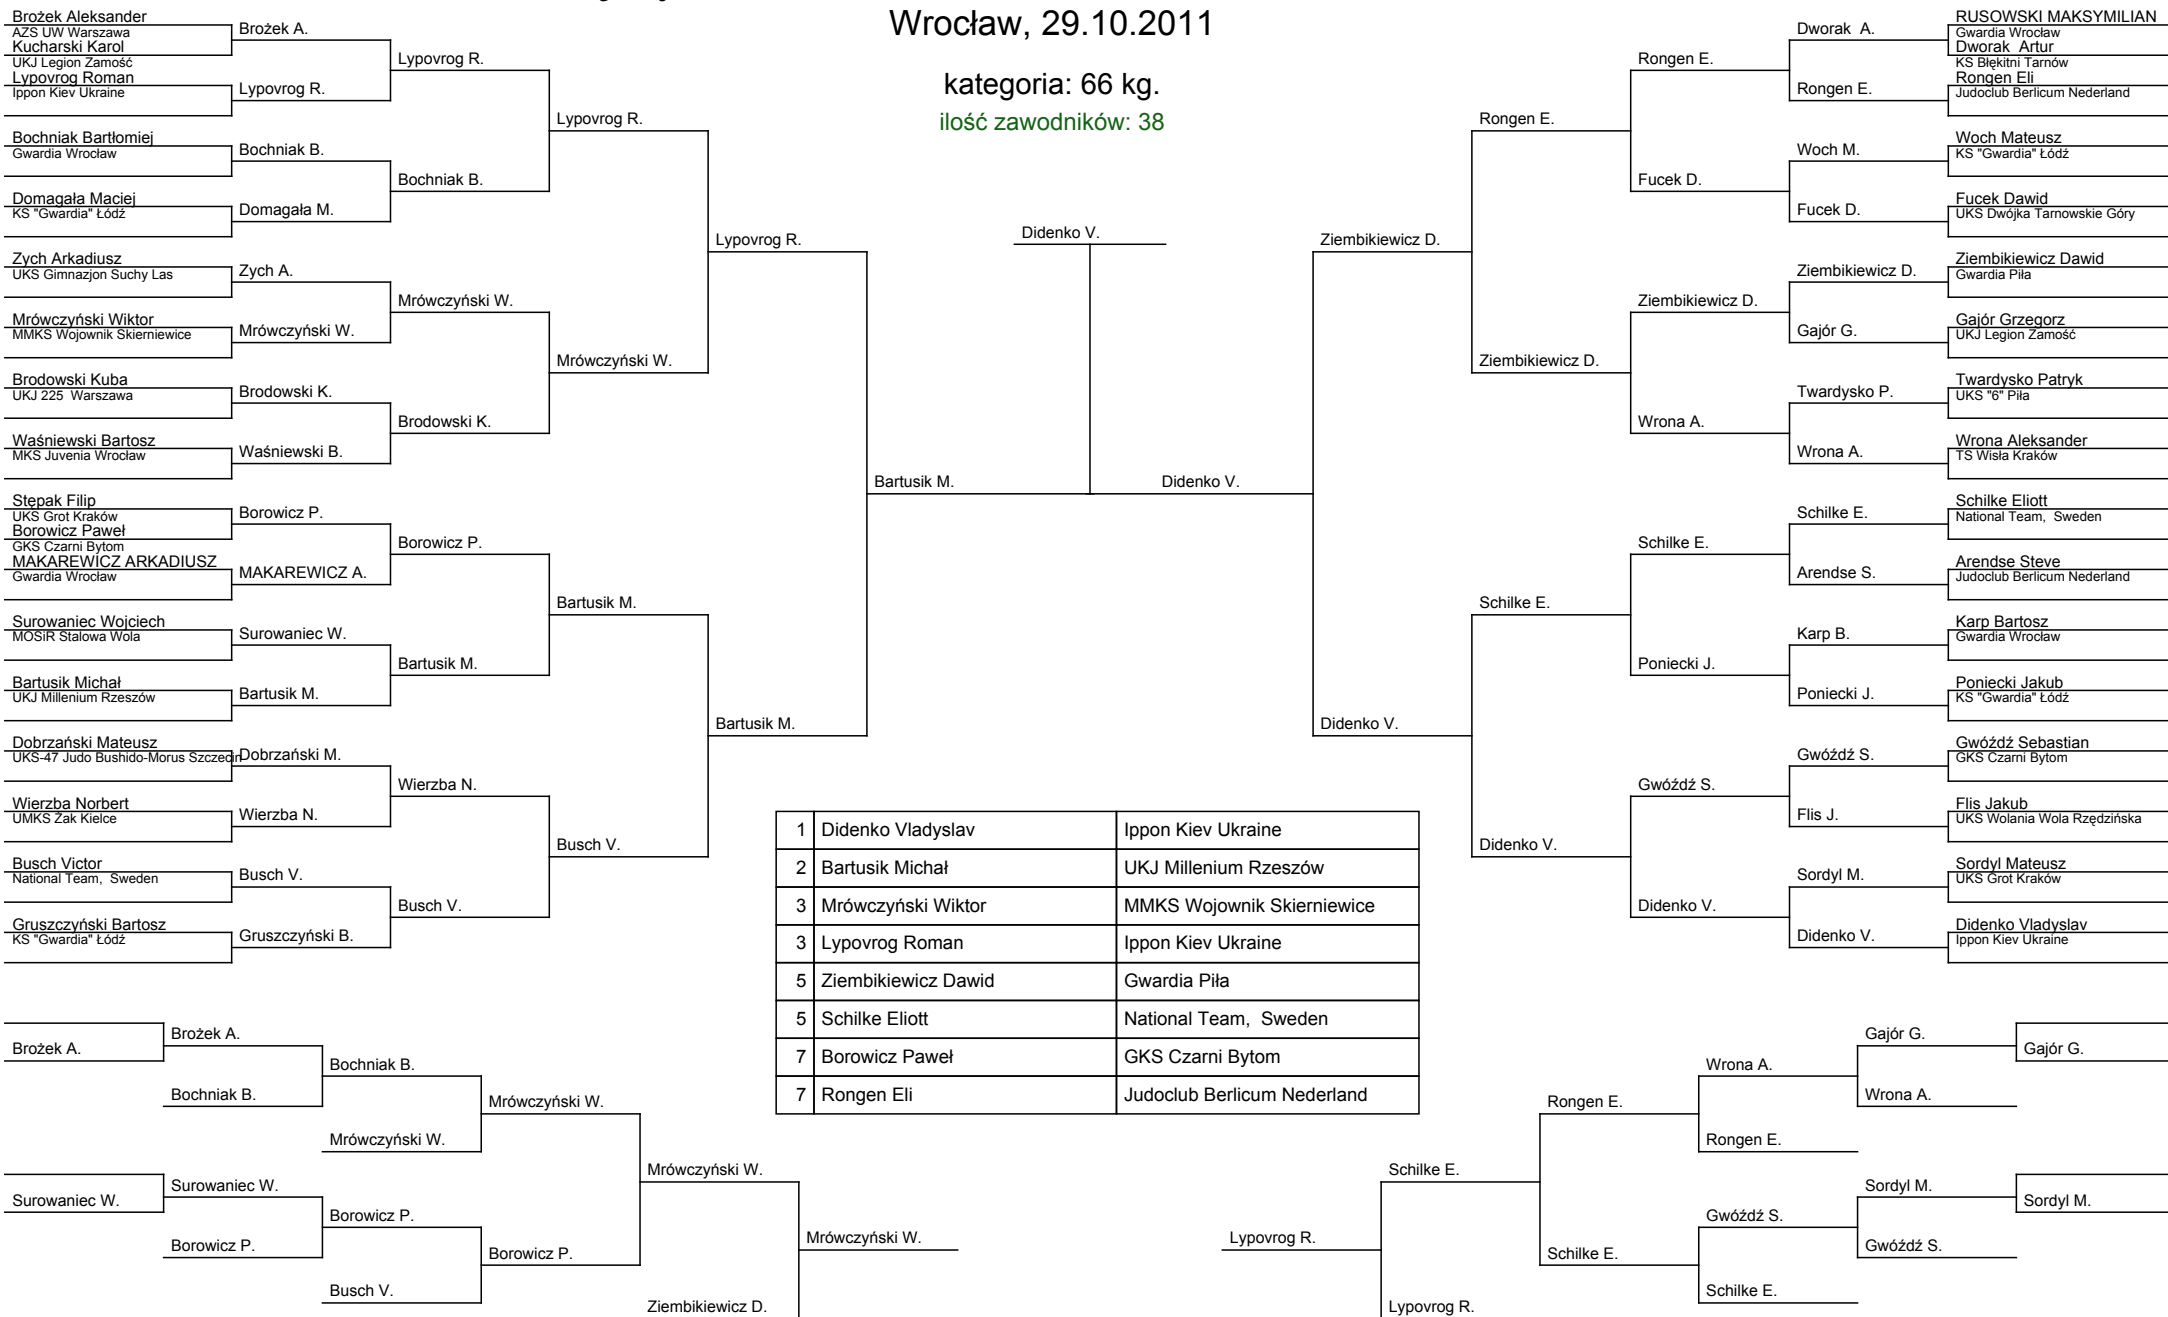 Wrocław, 29.10.2011
kategoria: 66 kg.
ilość zawodników: 38
Brożek Aleksander
AZS UW Warszawa
Kucharski Karol
UKJ Legion Zamość
Lypovrog Roman
Ippon Kiev Ukraine
Bochniak Bartłomiej
Gwardia Wrocław
Domagała Maciej
KS "Gwardia" Łódź
Zych Arkadiusz
UKS Gimnazjon Suchy Las
Mrówczyński Wiktor
MMKS Wojownik Skierniewice
Brodowski Kuba
UKJ 225 Warszawa
Waśniewski Bartosz
MKS Juvenia Wrocław
Stępak Filip
UKS Grot Kraków
Borowicz Paweł
GKS Czarni Bytom
MAKAREWICZ ARKADIUSZ
Gwardia Wrocław
Surowaniec Wojciech
MOSiR Stalowa Wola
Bartusik Michał
UKJ Millenium Rzeszów
Dobrzański Mateusz
UKS-47 Judo Bushido-Morus Szczecin
Wierzba Norbert
UMKS Żak Kielce
Busch Victor
National Team, Sweden
Gruszczyński Bartosz
KS "Gwardia" Łódź
Brożek A.
Lypovrog R.
Bochniak B.
Domagała M.
Zych A.
Mrówczyński W.
Brodowski K.
Waśniewski B.
Borowicz P.
MAKAREWICZ A.
Surowaniec W.
Bartusik M.
Dobrzański M.
Wierzba N.
Busch V.
Gruszczyński B.
Lypovrog R.
Bochniak B.
Mrówczyński W.
Brodowski K.
Borowicz P.
Bartusik M.
Wierzba N.
Busch V.
Lypovrog R.
Mrówczyński W.
Bartusik M.
Busch V.
Lypovrog R.
Bartusik M.
Bartusik M.
Didenko V.
Didenko V.
Ziembikiewicz D.
Didenko V.
Rongen E.
Ziembikiewicz D.
Schilke E.
Didenko V.
Rongen E.
Fucek D.
Ziembikiewicz D.
Wrona A.
Schilke E.
Poniecki J.
Gwóźdź S.
Didenko V.
Dworak A.
Rongen E.
Woch M.
Fucek D.
Ziembikiewicz D.
Gajór G.
Twardysko P.
Wrona A.
Schilke E.
Arendse S.
Karp B.
Poniecki J.
Gwóźdź S.
Flis J.
Sordyl M.
Didenko V.
RUSOWSKI MAKSYMILIAN
Gwardia Wrocław
Dworak Artur
KS Błękitni Tarnów
Rongen Eli
Judoclub Berlicum Nederland
Woch Mateusz
KS "Gwardia" Łódź
Fucek Dawid
UKS Dwójka Tarnowskie Góry
Ziembikiewicz Dawid
Gwardia Piła
Gajór Grzegorz
UKJ Legion Zamość
Twardysko Patryk
UKS "6" Piła
Wrona Aleksander
TS Wisła Kraków
Schilke Eliott
National Team, Sweden
Arendse Steve
Judoclub Berlicum Nederland
Karp Bartosz
Gwardia Wrocław
Poniecki Jakub
KS "Gwardia" Łódź
Gwóźdź Sebastian
GKS Czarni Bytom
Flis Jakub
UKS Wolania Wola Rzędzińska
Sordyl Mateusz
UKS Grot Kraków
Didenko Vladyslav
Ippon Kiev Ukraine
1 Didenko Vladyslav Ippon Kiev Ukraine
2 Bartusik Michał UKJ Millenium Rzeszów
3 Mrówczyński Wiktor MMKS Wojownik Skierniewice
3 Lypovrog Roman Ippon Kiev Ukraine
5 Ziembikiewicz Dawid Gwardia Piła
5 Schilke Eliott National Team, Sweden
7 Borowicz Paweł GKS Czarni Bytom
7 Rongen Eli Judoclub Berlicum Nederland
Brożek A.
Surowaniec W.
Brożek A.
Bochniak B.
Surowaniec W.
Borowicz P.
Bochniak B.
Mrówczyński W.
Borowicz P.
Busch V.
Mrówczyński W.
Borowicz P.
Mrówczyński W.
Ziembikiewicz D.
Mrówczyński W.
Lypovrog R.
Schilke E.
Lypovrog R.
Rongen E.
Schilke E.
Wrona A.
Rongen E.
Gwóźdź S.
Schilke E.
Gajór G.
Wrona A.
Sordyl M.
Gwóźdź S.
Gajór G.
Sordyl M.